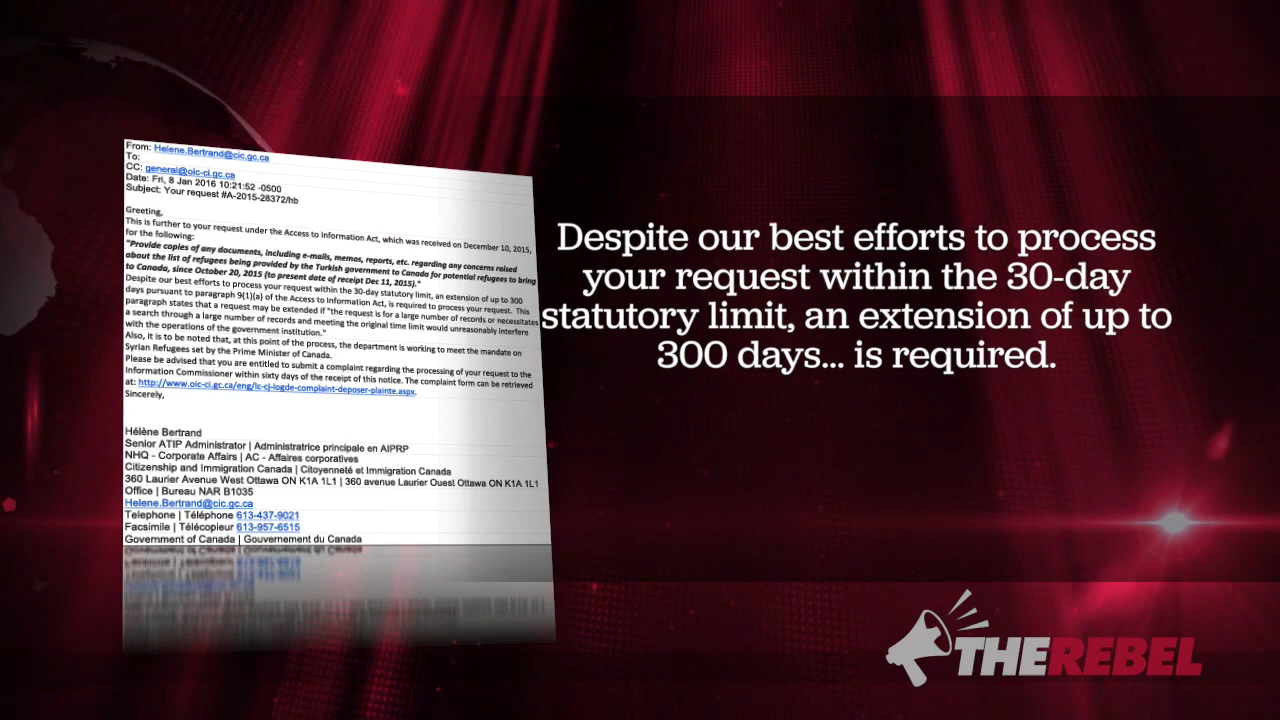 From: Helene.Bertrand@cic.gc.ca
To:
CC: general@oic-ci.gc.ca
Date: Fri, 8 Jan 2016 10:21:52 -0500
Subject: Your request #A-2015-28372/hb
Greeting,
This is further to your request under the Access to Information Act, which was received on December 10, 2015,
for the following:
"Provide copies of any documents, including e-mails, memos, reports, etc. regarding any concerns raised
about the list of refugees being provided by the Turkish government to Canada for potential refugees to bring
to Canada, since October 20, 2015 (to present date of receipt Dec 11, 2015)."
Despite our best efforts to process your request within the 30-day statutory limit, an extension of up to 300
days pursuant to paragraph 9(1)(a) of the Access to Information Act, is required to process your request. This
paragraph states that a request may be extended if "the request is for a large number of records or necessitates
a search through a large number of records and meeting the original time limit would unreasonably interfere
with the operations of the government institution."
Also, it is to be noted that, at this point of the process, the department is working to meet the mandate on
Syrian Refugees set by the Prime Minister of Canada.
Please be advised that you are entitled to submit a complaint regarding the processing of your request to the
Information Commissioner within sixty days of the receipt of this notice. The complaint form can be retrieved
at: http://www.oic-ci.gc.ca/eng/lc-cj-logde-complaint-deposer-plainte.aspx.
Sincerely,
Hélène Bertrand
Senior ATIP Administrator | Administratrice principale en AIPRP
NHQ - Corporate Affairs | AC - Affaires corporatives
Citizenship and Immigration Canada | Citoyenneté et Immigration Canada
360 Laurier Avenue West Ottawa ON K1A 1L1 | 360 avenue Laurier Ouest Ottawa ON K1A 1L1
Office | Bureau NAR B1035
Helene.Bertrand@cic.gc.ca
Telephone | Téléphone 613-437-9021
Facsimile | Télécopieur 613-957-6515
Government of Canada | Gouvernement du Canada
Despite our best efforts to process
your request within the 30-day
statutory limit, an extension of up to
300 days... is required.
THEREBEL